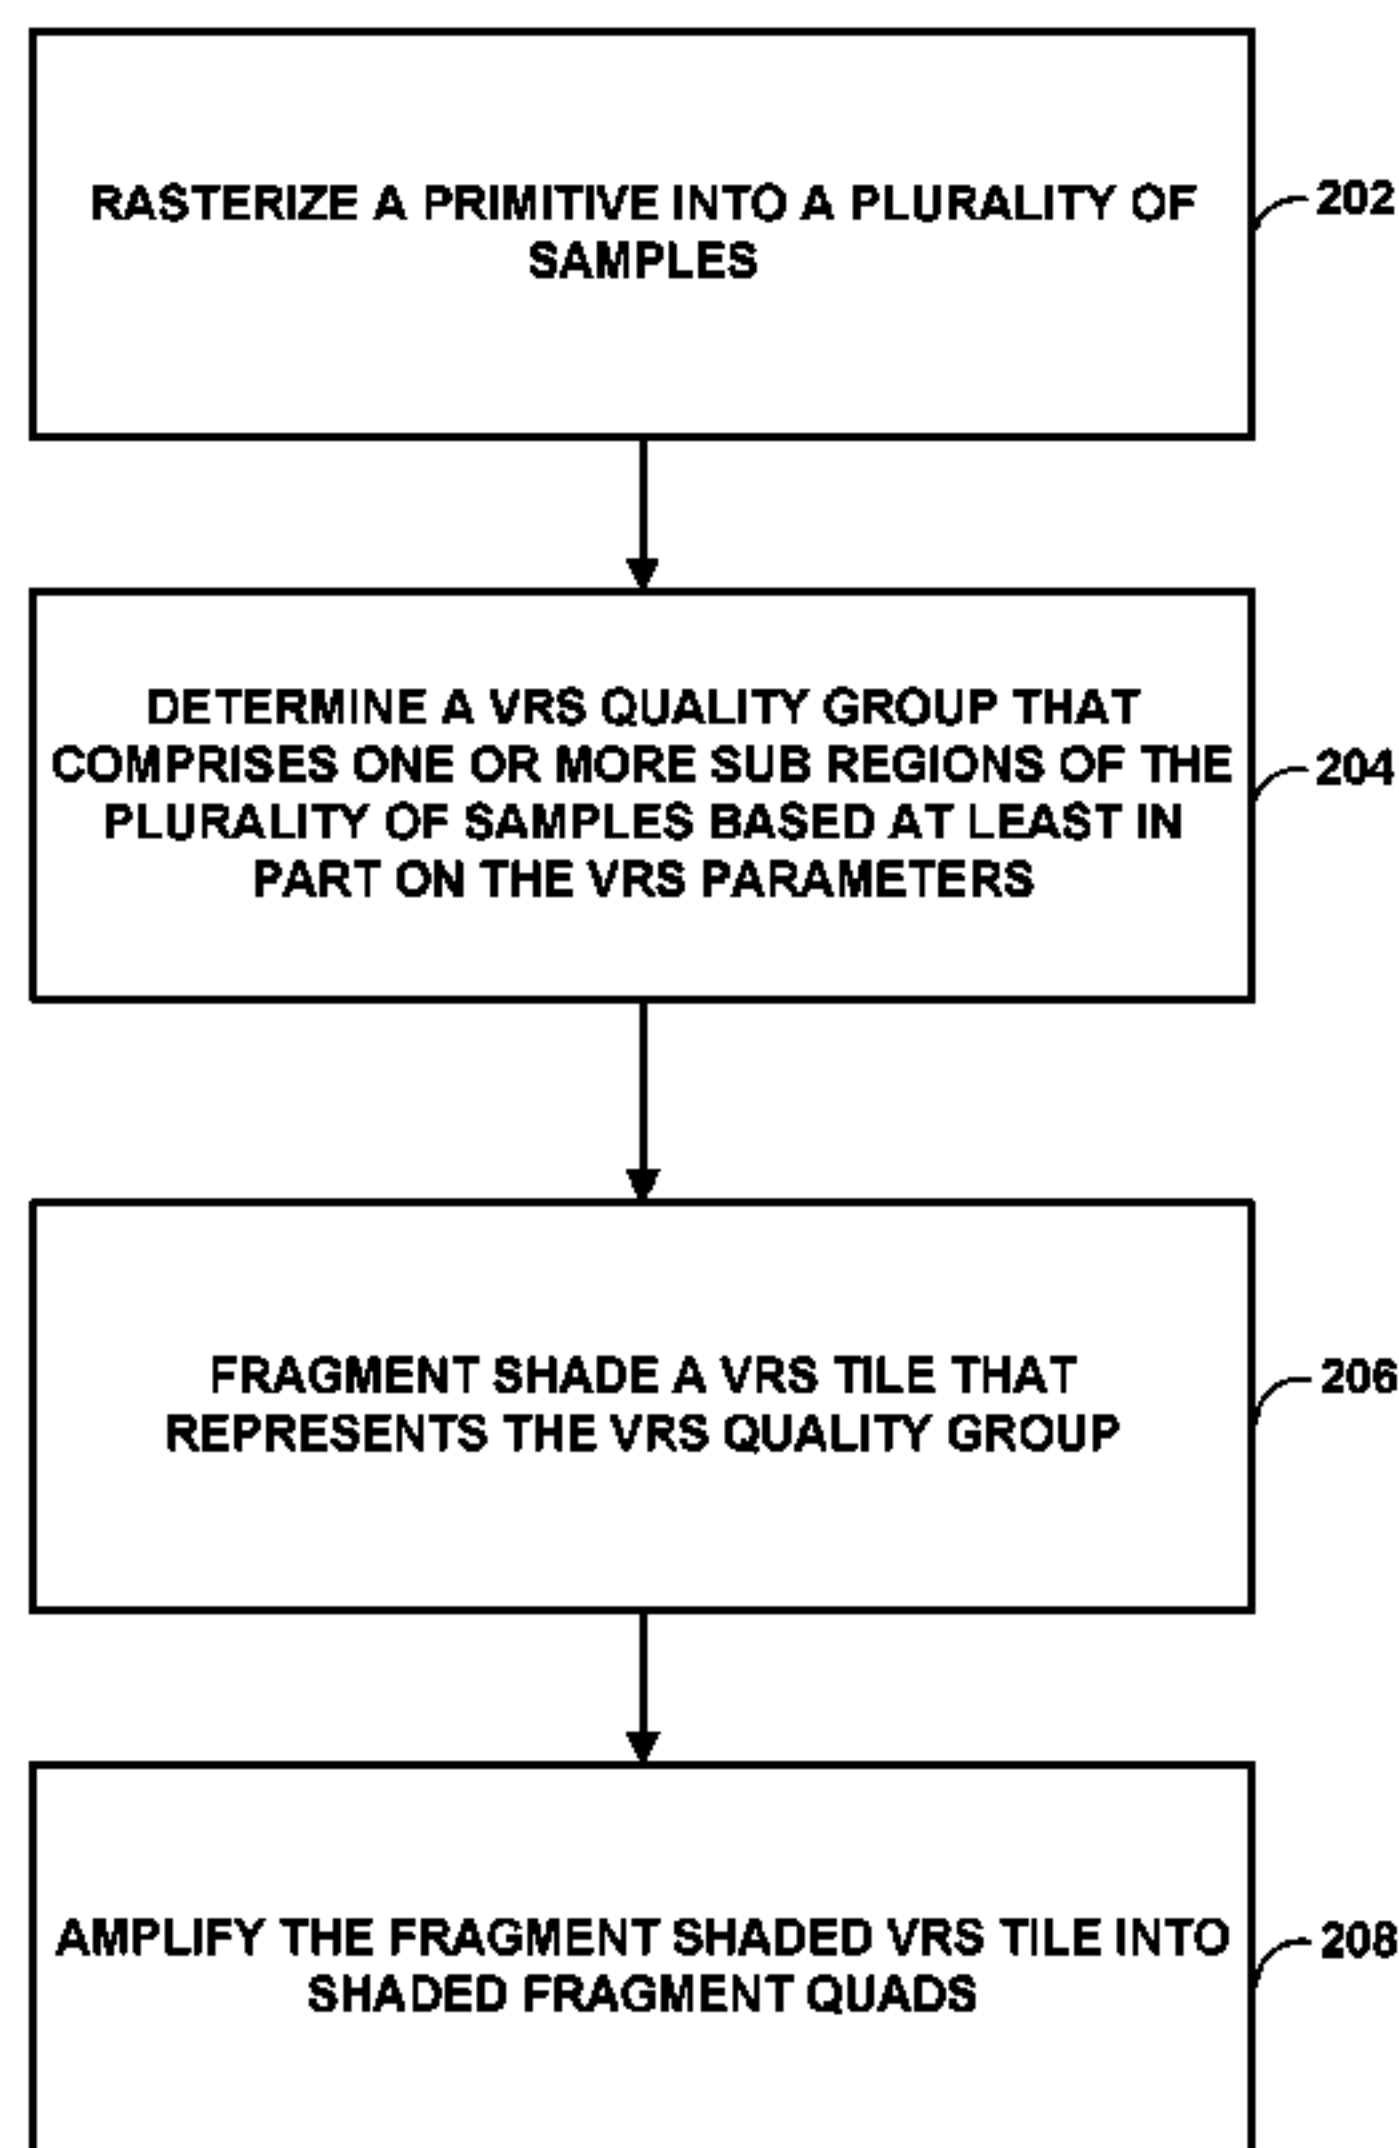 RASTERIZE A PRIMITIVE INTO A PLURALITY OF
SAMPLES
202
DETERMINE A VRS QUALITY GROUP THAT
COMPRISES ONE OR MORE SUB REGIONS OF THE
PLURALITY OF SAMPLES BASED AT LEAST IN
PART ON THE VRS PARAMETERS
204
FRAGMENT SHADE A VRS TILE THAT
REPRESENTS THE VRS QUALITY GROUP
206
AMPLIFY THE FRAGMENT SHADED VRS TILE INTO
SHADED FRAGMENT QUADS
208